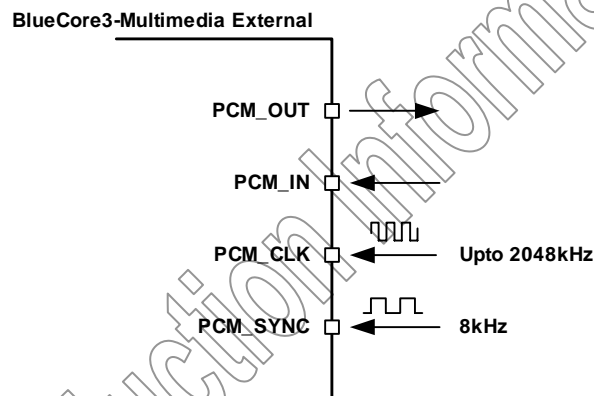 BlueCore3-Multimedia External
PCM_OUT
PCM_IN
PCM_CLK
Upto 2048kHz
PCM_SYNC
8kHz